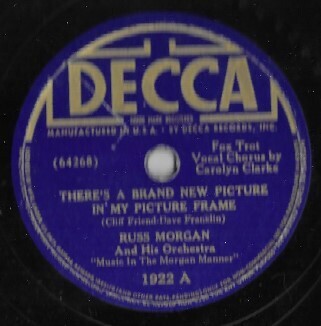 DECCA
MANUFACTURED IN U.S.A. BY DECCA RECORDS, INC.
Fox Trot
(64268)
Vocal Chorus by
Carolyn Clarke
THERE'S A BRAND NEW PICTURE
IN MY PICTURE FRAME
(Cliff Friend-Dave Franklin)
RUSS MORGAN
And His Orchestra
"Music In The Morgan Manner"
1922 A